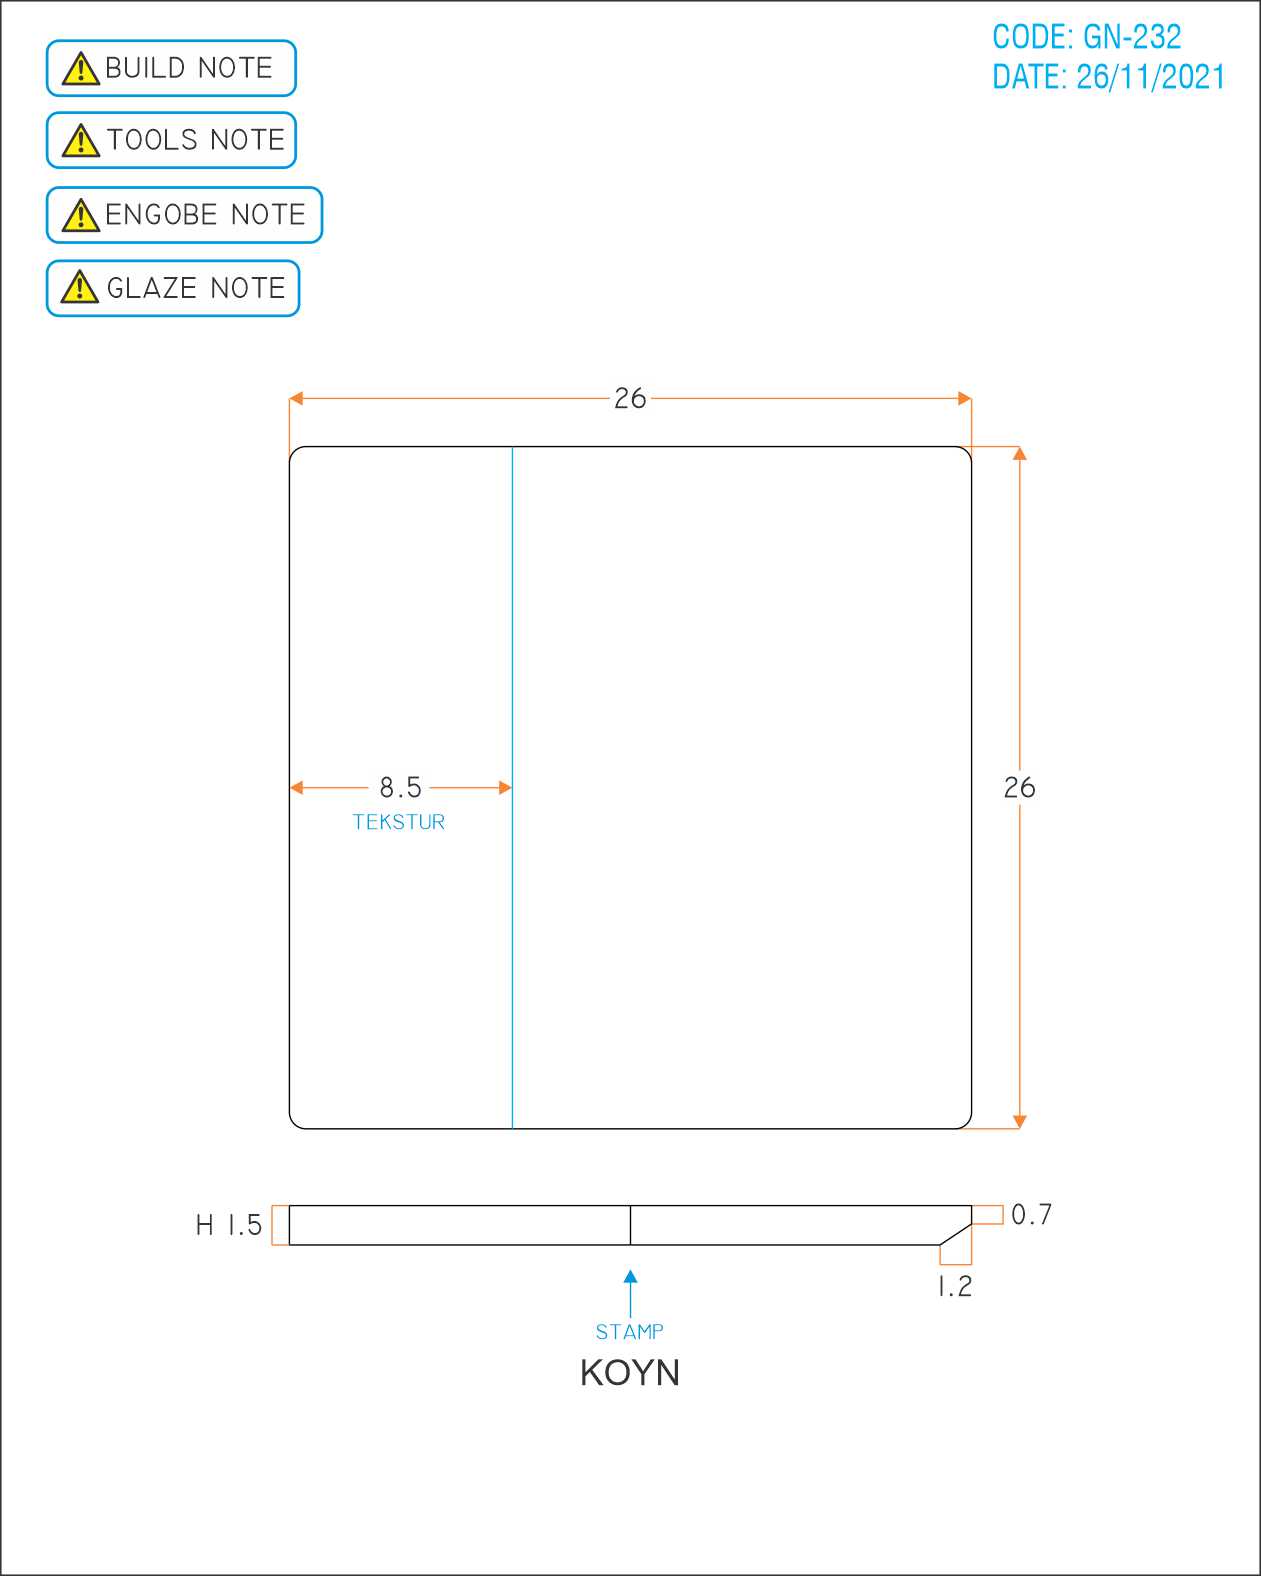 CODE: GN-232
DATE: 26/11/2021
BUILD NOTE
TOOLS NOTE
ENGOBE NOTE
GLAZE NOTE
26
8.5
TEKSTUR
26
H 1.5
0.7
1.2
STAMP
KOYN